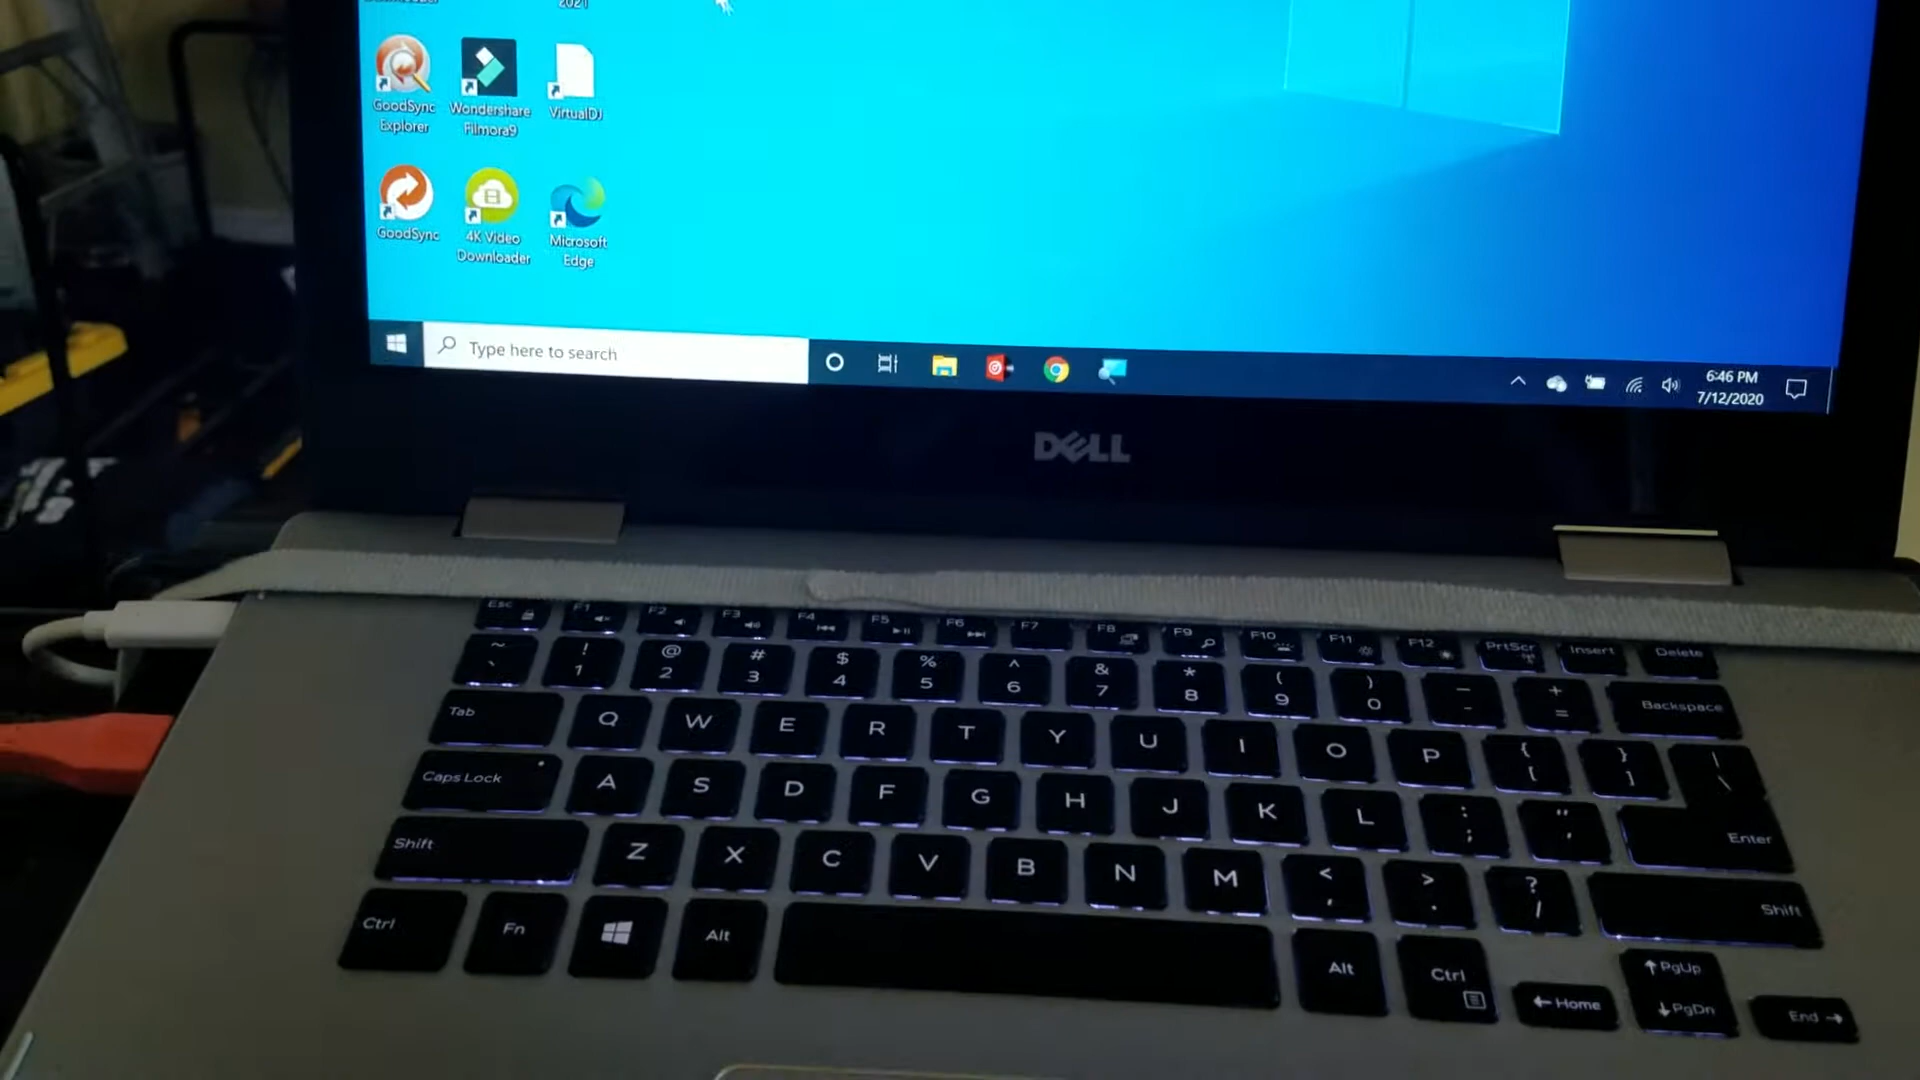 2021
GoodSync
Explorer
Wondershare
Filmora9
VirtualDJ
GoodSync
4K Video
Downloader
Microsoft
Edge
Type here to search
6:46 PM
7/12/2020
DELL
Esc F1 F2 F3 F4 F5 F6 F7 F8 F9 F10 F11 F12 PrtScr Insert Delete
~ ! @ # $ % ^ & * ( ) _ +
` 1 2 3 4 5 6 7 8 9 0 - = Backspace
Tab Q W E R T Y U I O P { [ } ] | \
Caps Lock A S D F G H J K L : ; " ' Enter
Shift Z X C V B N M < , > . ? / Shift
Ctrl Fn Alt Alt Ctrl ←Home ↑PgUp ↓PgDn End→